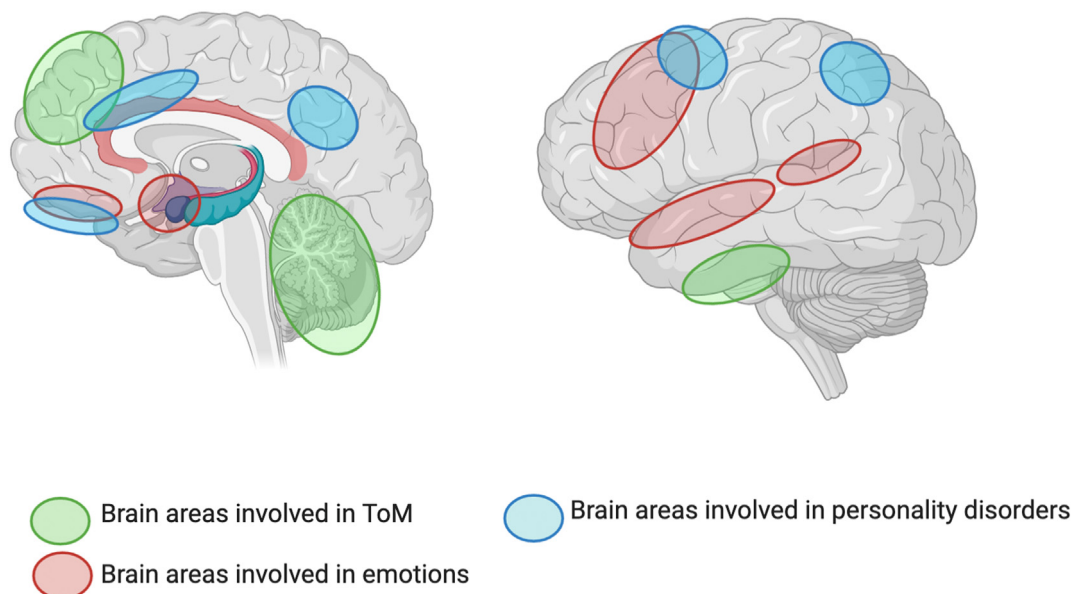 Brain areas involved in ToM
Brain areas involved in personality disorders
Brain areas involved in emotions